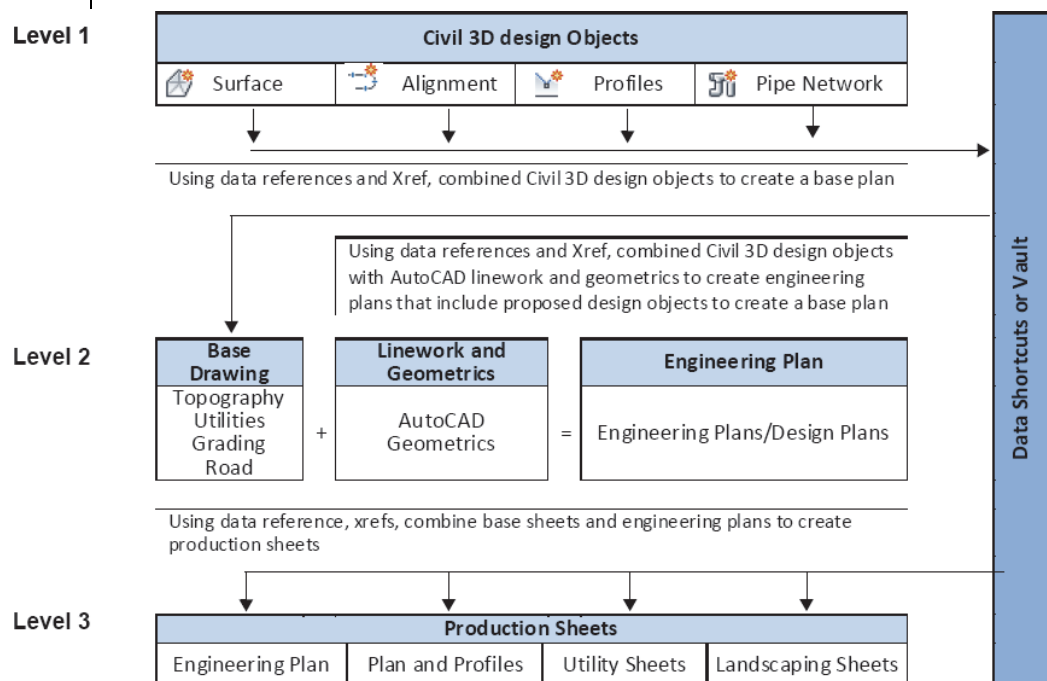 Level 1
Civil 3D design Objects
Surface
Alignment
Profiles
Pipe Network
Using data references and Xref, combined Civil 3D design objects to create a base plan
Using data references and Xref, combined Civil 3D design objects
with AutoCAD linework and geometrics to create engineering
plans that include proposed design objects to create a base plan
Level 2
Base
Drawing
Topography
Utilities
Grading
Road
+
Linework and
Geometrics
AutoCAD
Geometrics
=
Engineering Plan
Engineering Plans/Design Plans
Using data reference, xrefs, combine base sheets and engineering plans to create
production sheets
Level 3
Production Sheets
Engineering Plan
Plan and Profiles
Utility Sheets
Landscaping Sheets
Data Shortcuts or Vault